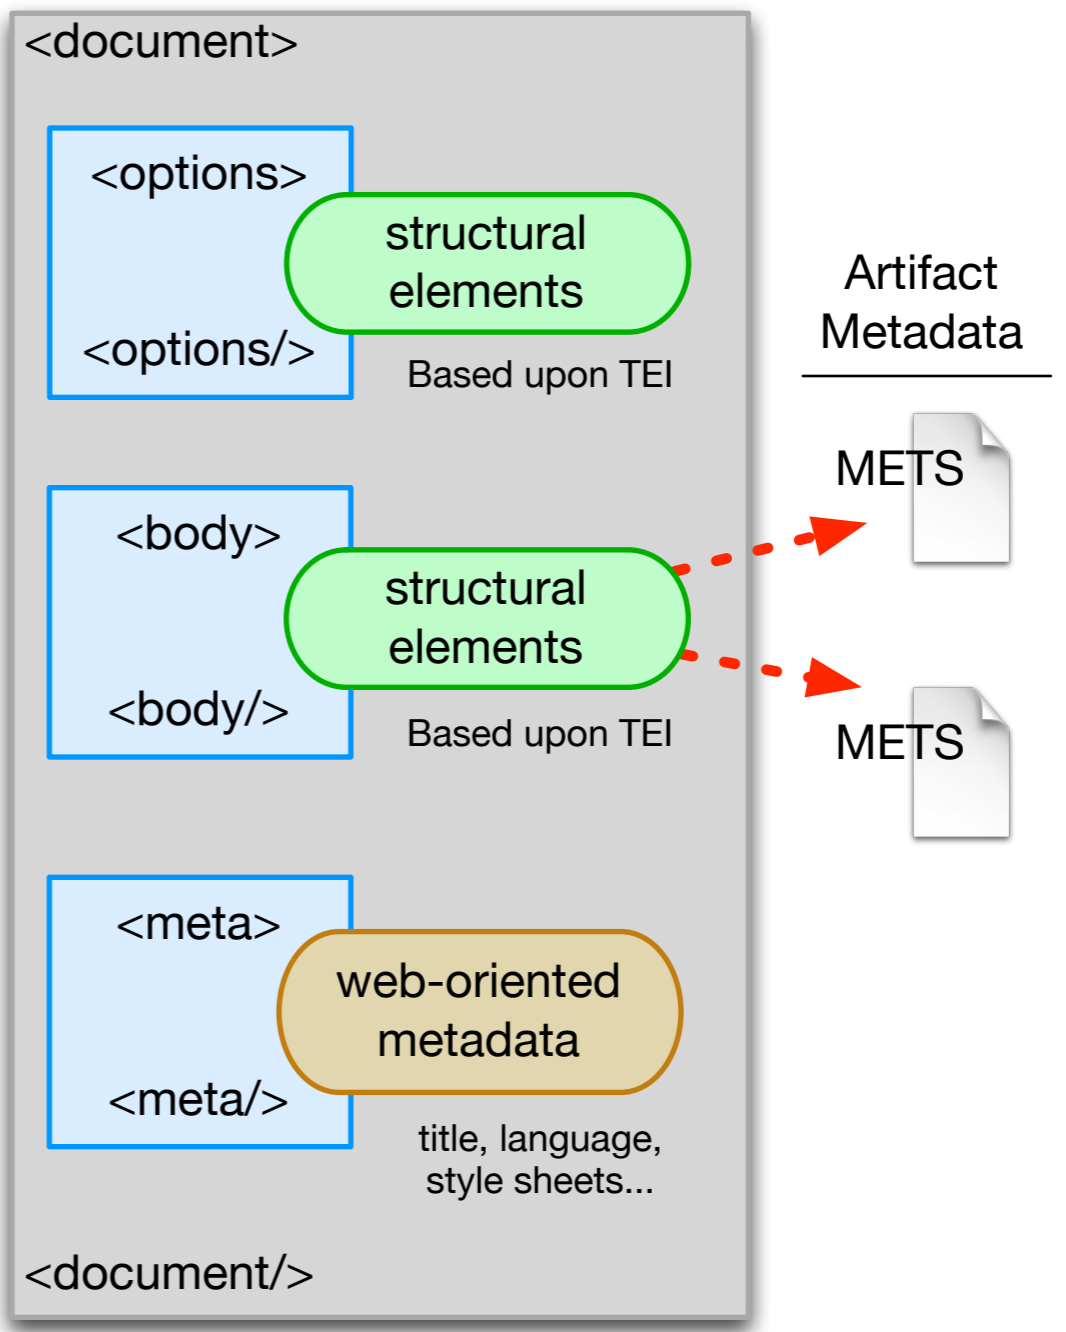 <document>
<options>
structural
elements
<options/>
Based upon TEI
<body>
structural
elements
<body/>
Based upon TEI
<meta>
web-oriented
metadata
<meta/>
title, language,
style sheets...
<document/>
Artifact
Metadata
METS
METS